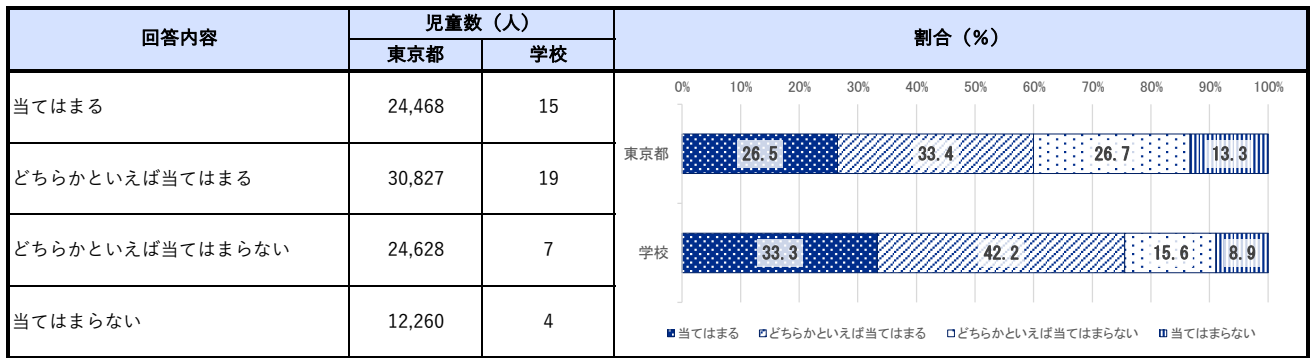 回答内容
児童数（人）
割合（％）
東京都 学校
当てはまる 24,468 15
どちらかといえば当てはまる 30,827 19
どちらかといえば当てはまらない 24,628 7
当てはまらない 12,260 4
0% 10% 20% 30% 40% 50% 60% 70% 80% 90% 100%
東京都 26.5 33.4 26.7 13.3
学校 33.3 42.2 15.6 8.9
当てはまる どちらかといえば当てはまる どちらかといえば当てはまらない 当てはまらない